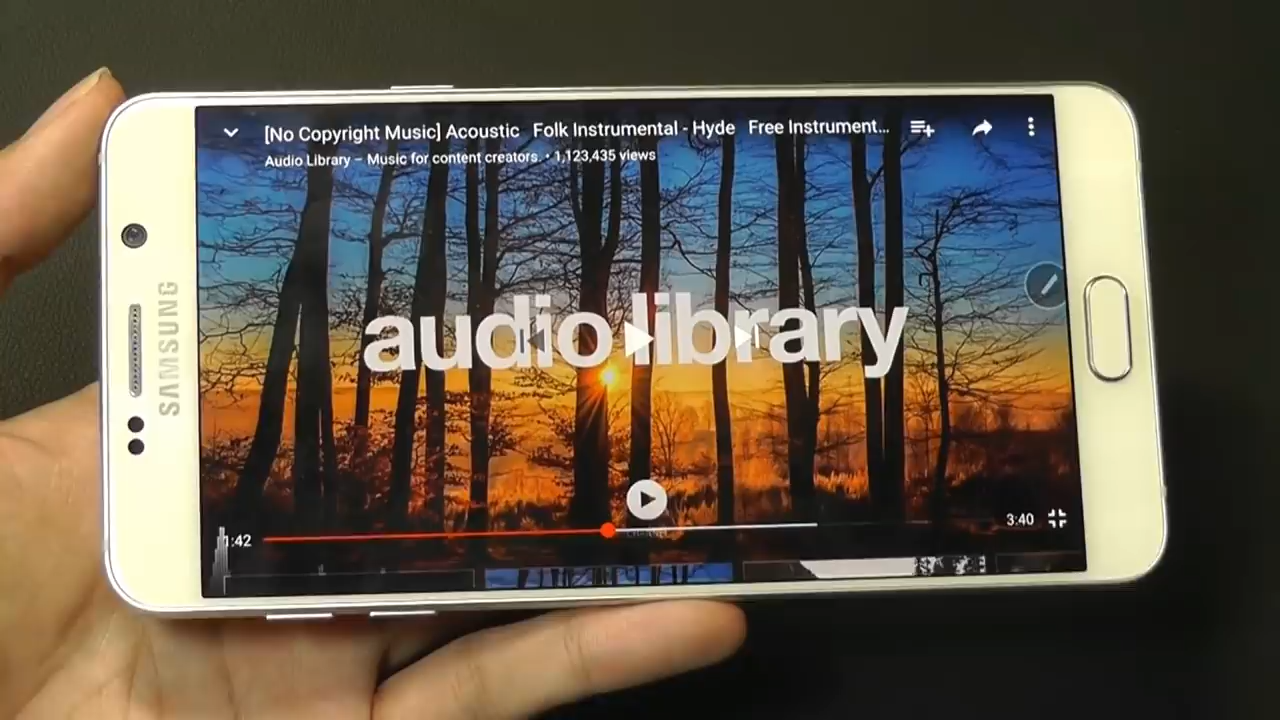 [No Copyright Music] Acoustic Folk Instrumental - Hyde Free Instrument...
Audio Library – Music for content creators. • 1,123,435 views
SAMSUNG
audio library
1:42
3:40